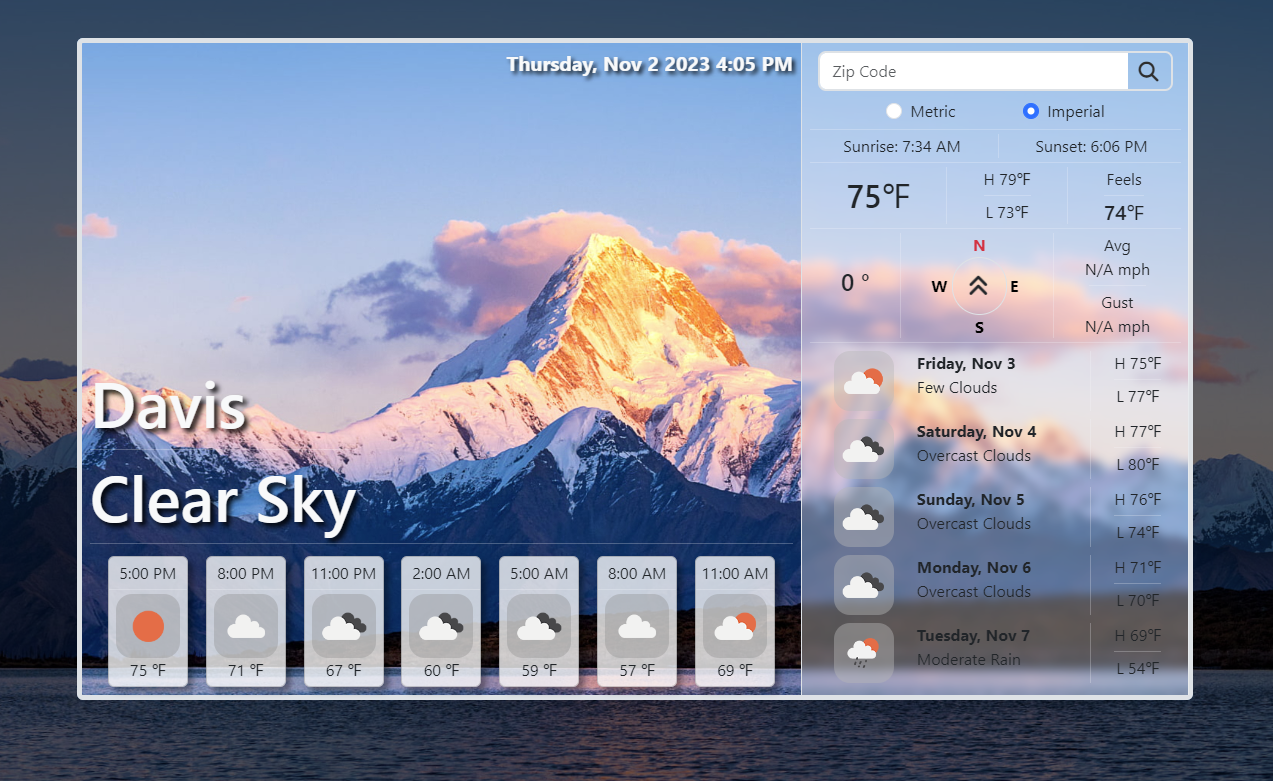 Thursday, Nov 2 2023 4:05 PM
Davis
Clear Sky
5:00 PM
75 °F
8:00 PM
71 °F
11:00 PM
67 °F
2:00 AM
60 °F
5:00 AM
59 °F
8:00 AM
57 °F
11:00 AM
69 °F
Zip Code
Metric Imperial
Sunrise: 7:34 AM Sunset: 6:06 PM
75°F
H 79°F
L 73°F
Feels
74°F
0 °
N
W E
S
Avg
N/A mph
Gust
N/A mph
Friday, Nov 3
Few Clouds
H 75°F
L 77°F
Saturday, Nov 4
Overcast Clouds
H 77°F
L 80°F
Sunday, Nov 5
Overcast Clouds
H 76°F
L 74°F
Monday, Nov 6
Overcast Clouds
H 71°F
L 70°F
Tuesday, Nov 7
Moderate Rain
H 69°F
L 54°F